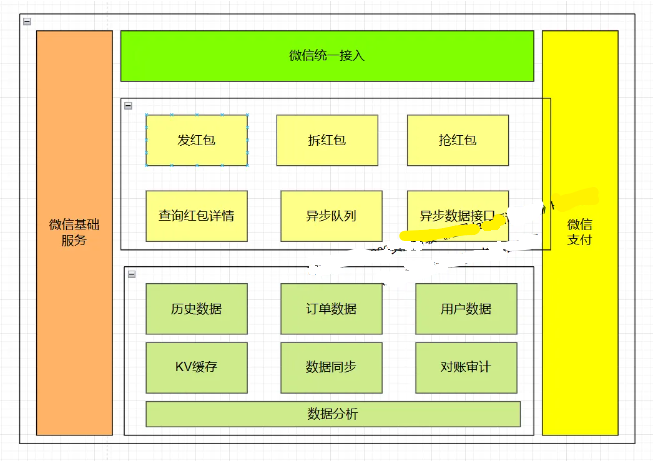 微信统一接入
发红包
拆红包
抢红包
微信基础
服务
查询红包详情
异步队列
异步数据接口
微信
支付
历史数据
订单数据
用户数据
KV缓存
数据同步
对账审计
数据分析